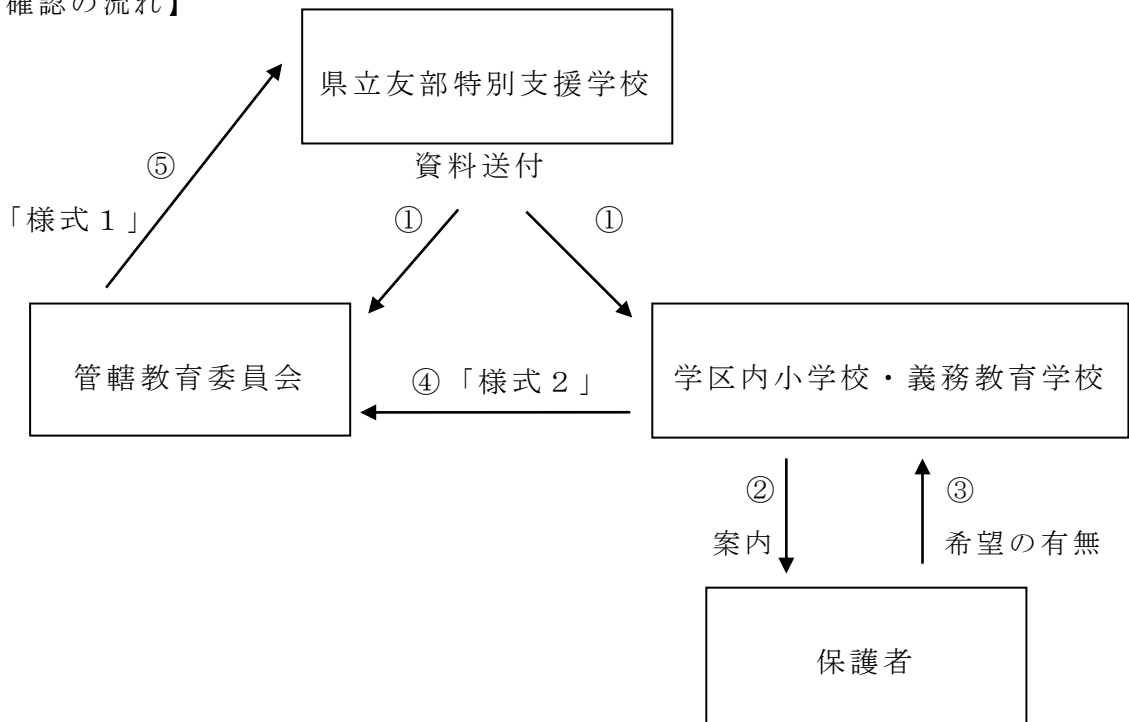 確認の流れ】
県立友部特別支援学校
資料送付
⑤
「様式１」
①
①
管轄教育委員会
④「様式２」
学区内小学校・義務教育学校
②
③
案内
希望の有無
保護者